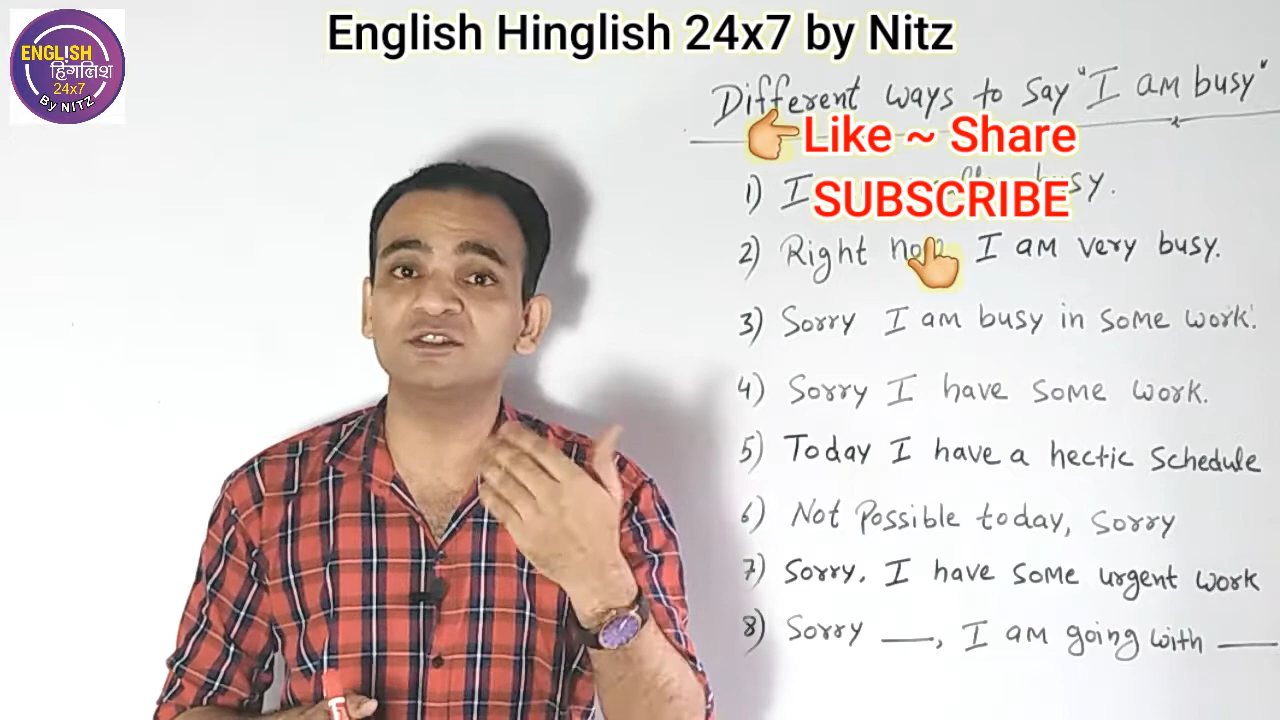 English Hinglish 24x7 by Nitz
ENGLISH
हिंगलिश
24x7
By NITZ
Different ways to say "I am busy"
Like ~ Share
SUBSCRIBE
1) I busy.
2) Right now I am very busy.
3) Sorry I am busy in some work.
4) Sorry I have some work.
5) Today I have a hectic schedule
6) Not Possible today, Sorry
7) Sorry. I have some urgent work
8) Sorry ___, I am going with ___